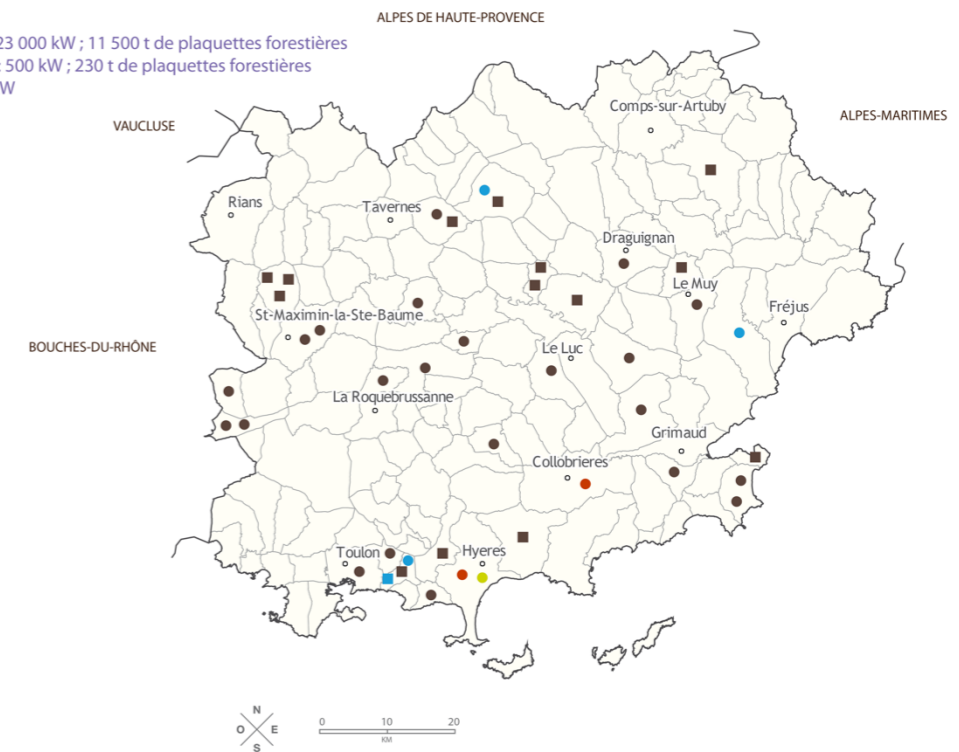 ALPES DE HAUTE-PROVENCE
23 000 kW ; 11 500 t de plaquettes forestières
: 500 kW ; 230 t de plaquettes forestières
W
VAUCLUSE
Comps-sur-Artuby
ALPES-MARITIMES
Rians
Tavernes
Draguignan
Le Muy
Fréjus
St-Maximin-la-Ste-Baume
BOUCHES-DU-RHÔNE
Le Luc
La Roquebrussanne
Grimaud
Collobrieres
Toulon
Hyeres
N
O E
S
0 10 20
KM